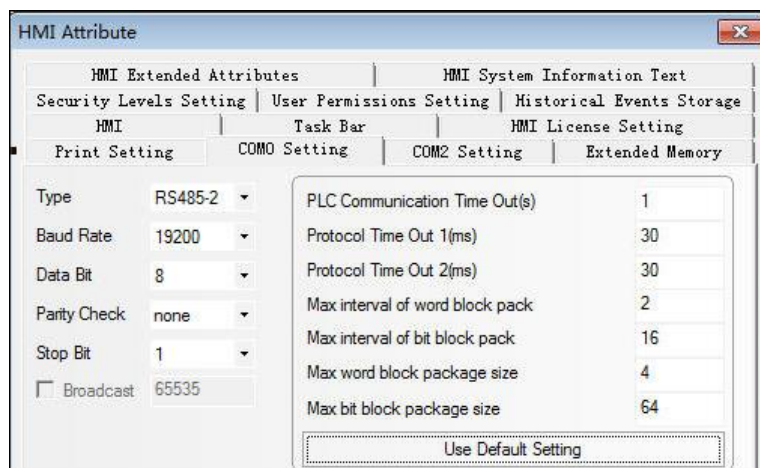 HMI Attribute
HMI Extended Attributes HMI System Information Text
Security Levels Setting User Permissions Setting Historical Events Storage
HMI Task Bar HMI License Setting
Print Setting COM0 Setting COM2 Setting Extended Memory
Type RS485-2
Baud Rate 19200
Data Bit 8
Parity Check none
Stop Bit 1
Broadcast 65535
PLC Communication Time Out(s) 1
Protocol Time Out 1(ms) 30
Protocol Time Out 2(ms) 30
Max interval of word block pack 2
Max interval of bit block pack 16
Max word block package size 4
Max bit block package size 64
Use Default Setting